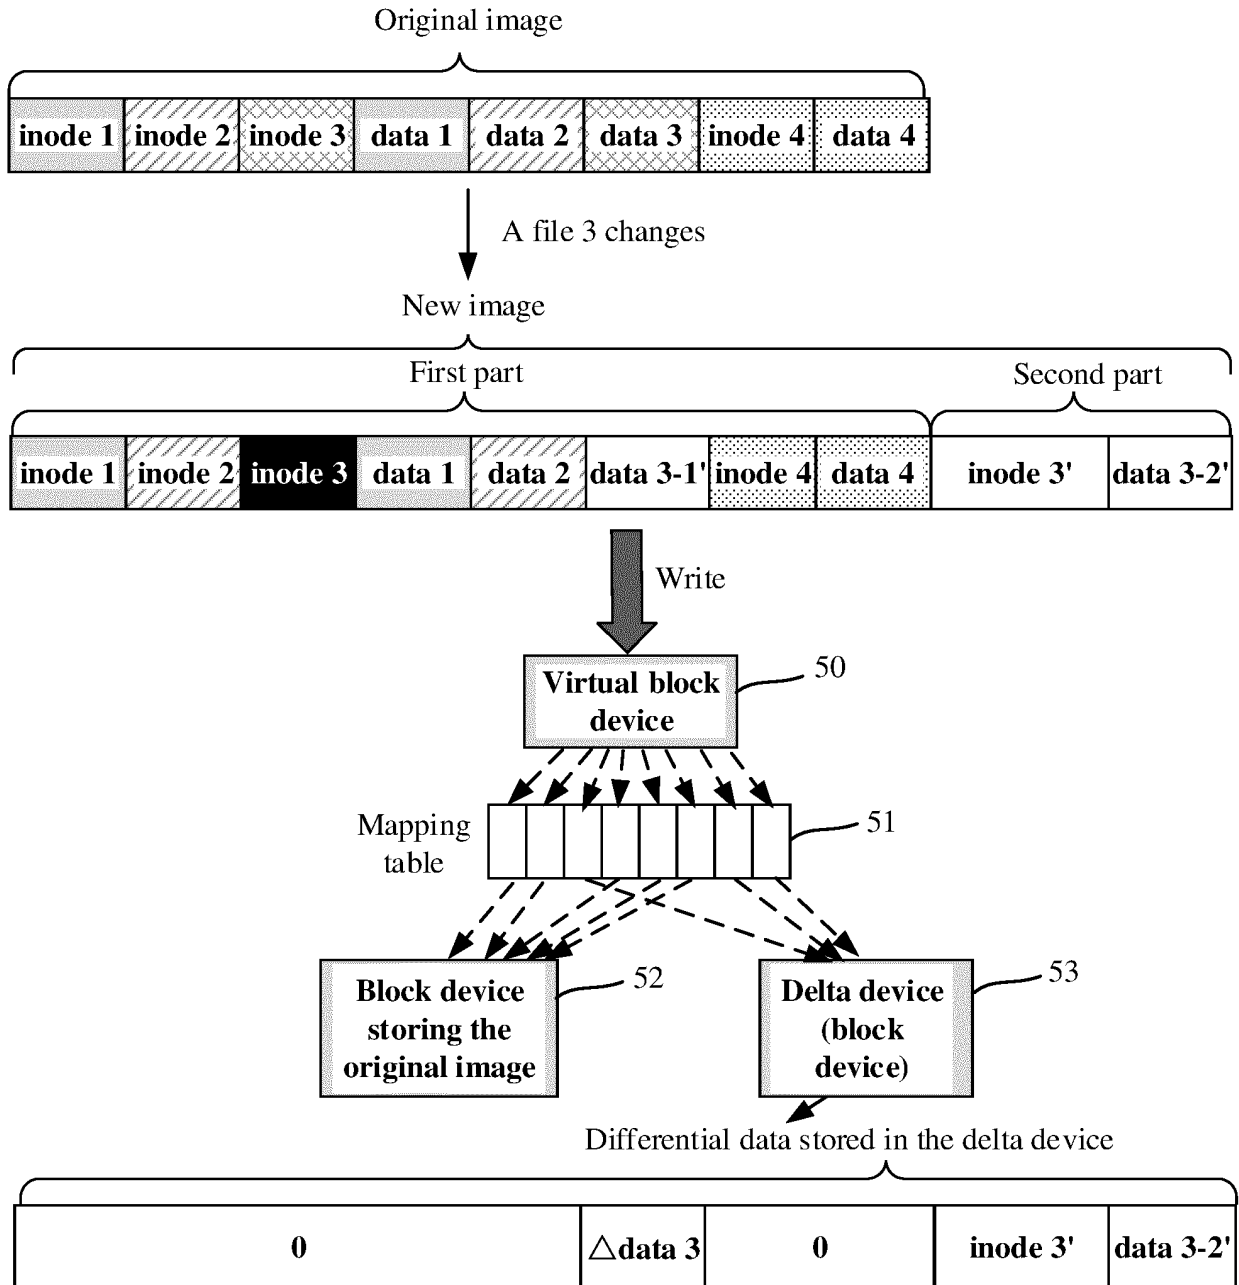 Original image
inode 1 inode 2 inode 3 data 1 data 2 data 3 inode 4 data 4
A file 3 changes
New image
First part
Second part
inode 1 inode 2 inode 3 data 1 data 2 data 3-1' inode 4 data 4 inode 3' data 3-2'
Write
Virtual block
device
50
Mapping
table
51
Block device
storing the
original image
52
Delta device
(block
device)
53
Differential data stored in the delta device
0 △data 3 0 inode 3' data 3-2'